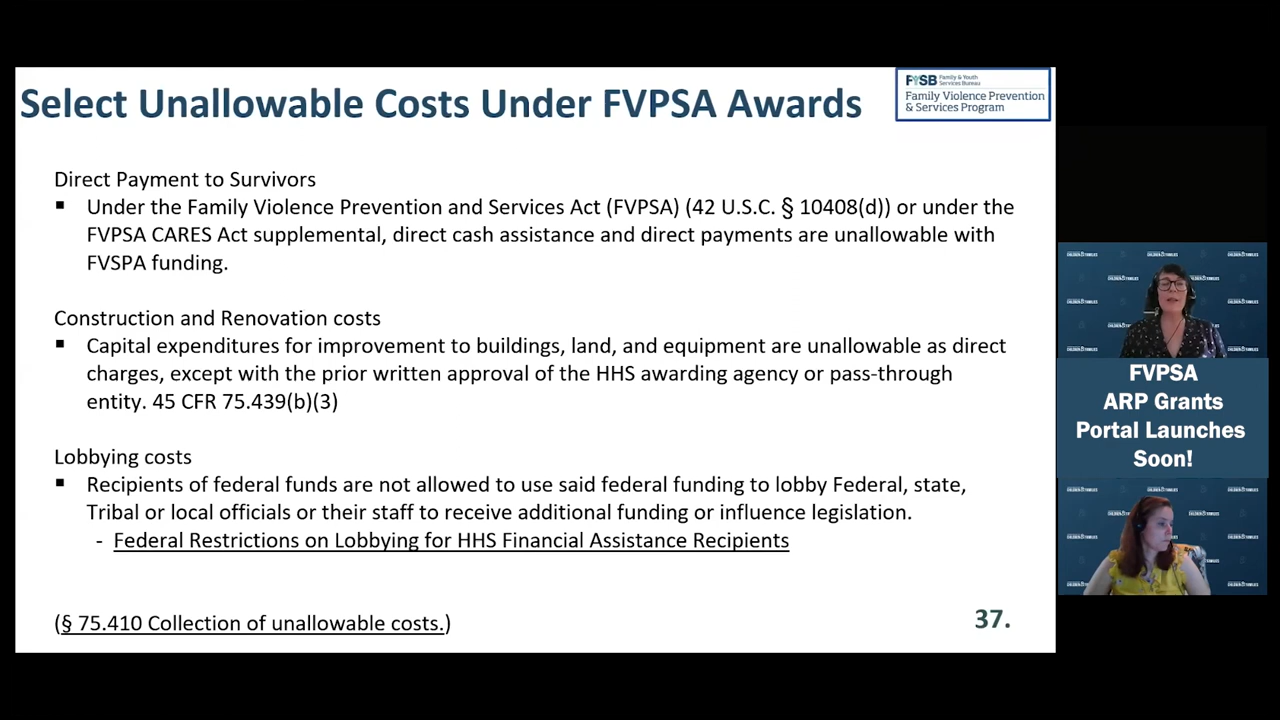 Select Unallowable Costs Under FVPSA Awards
FYSB Family & Youth
Services Bureau
Family Violence Prevention
& Services Program
Direct Payment to Survivors
▪ Under the Family Violence Prevention and Services Act (FVPSA) (42 U.S.C. § 10408(d)) or under the
FVPSA CARES Act supplemental, direct cash assistance and direct payments are unallowable with
FVSPA funding.
Construction and Renovation costs
▪ Capital expenditures for improvement to buildings, land, and equipment are unallowable as direct
charges, except with the prior written approval of the HHS awarding agency or pass-through
entity. 45 CFR 75.439(b)(3)
Lobbying costs
▪ Recipients of federal funds are not allowed to use said federal funding to lobby Federal, state,
Tribal or local officials or their staff to receive additional funding or influence legislation.
- Federal Restrictions on Lobbying for HHS Financial Assistance Recipients
(§ 75.410 Collection of unallowable costs.)
37.
FVPSA
ARP Grants
Portal Launches
Soon!